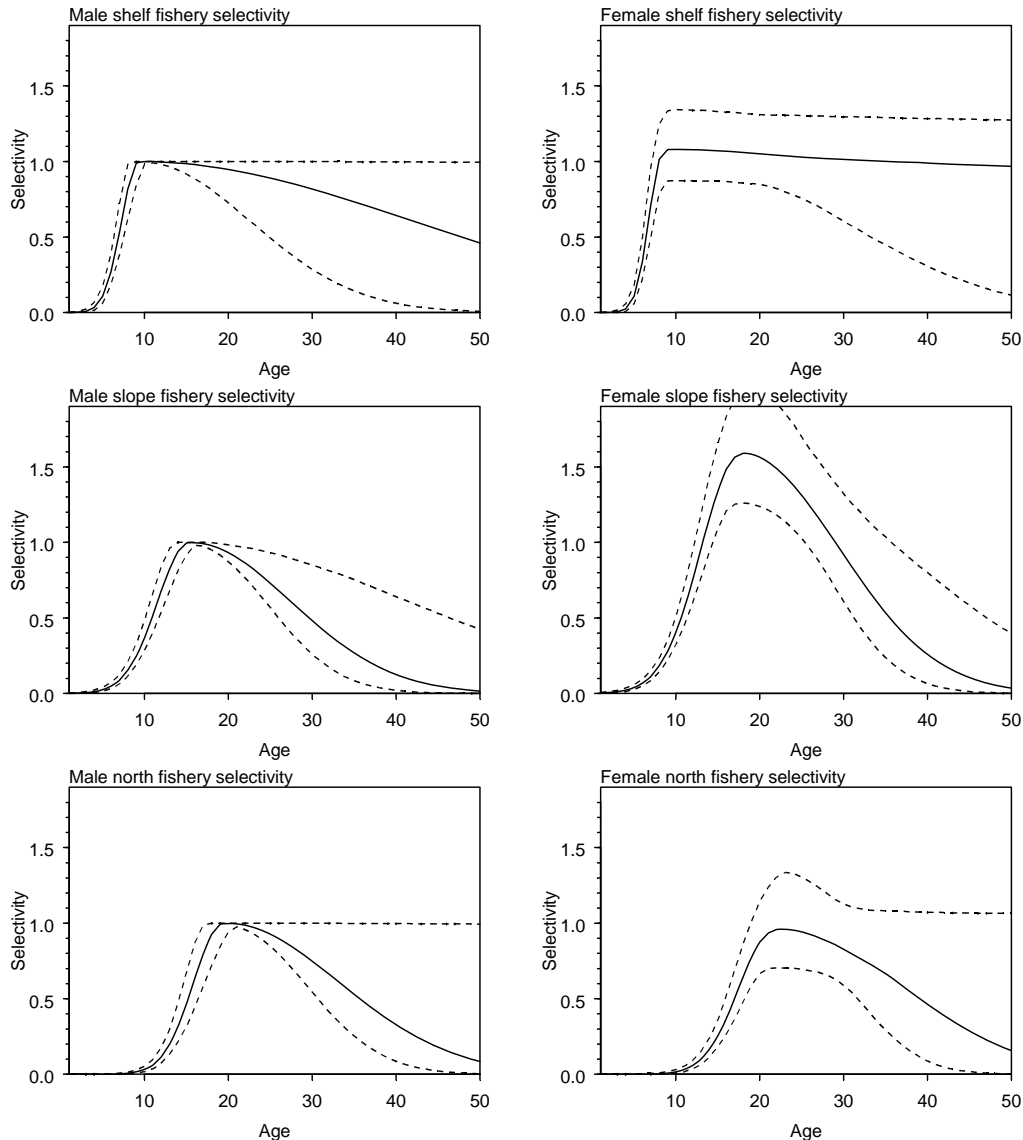 Male shelf fishery selectivity
Selectivity
1.5
1.0
0.5
0.0
10 20 30 40 50
Age
Female shelf fishery selectivity
Selectivity
1.5
1.0
0.5
0.0
10 20 30 40 50
Age
Male slope fishery selectivity
Selectivity
1.5
1.0
0.5
0.0
10 20 30 40 50
Age
Female slope fishery selectivity
Selectivity
1.5
1.0
0.5
0.0
10 20 30 40 50
Age
Male north fishery selectivity
Selectivity
1.5
1.0
0.5
0.0
10 20 30 40 50
Age
Female north fishery selectivity
Selectivity
1.5
1.0
0.5
0.0
10 20 30 40 50
Age